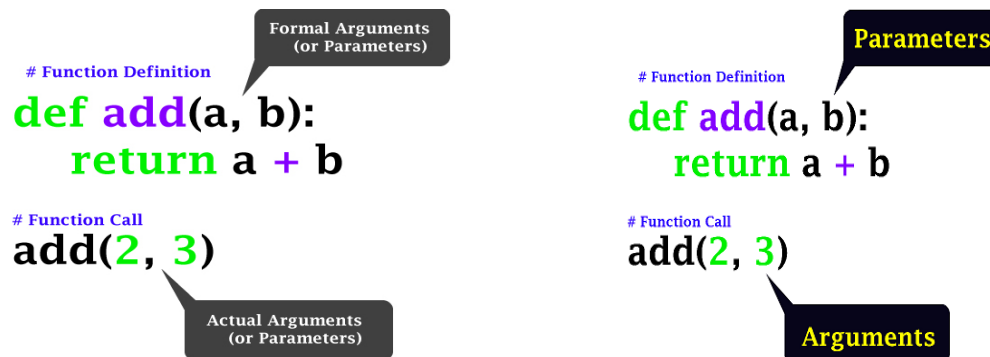 Formal Arguments
(or Parameters)
# Function Definition
def add(a, b):
return a + b
# Function Call
add(2, 3)
Actual Arguments
(or Parameters)
Parameters
# Function Definition
def add(a, b):
return a + b
# Function Call
add(2, 3)
Arguments